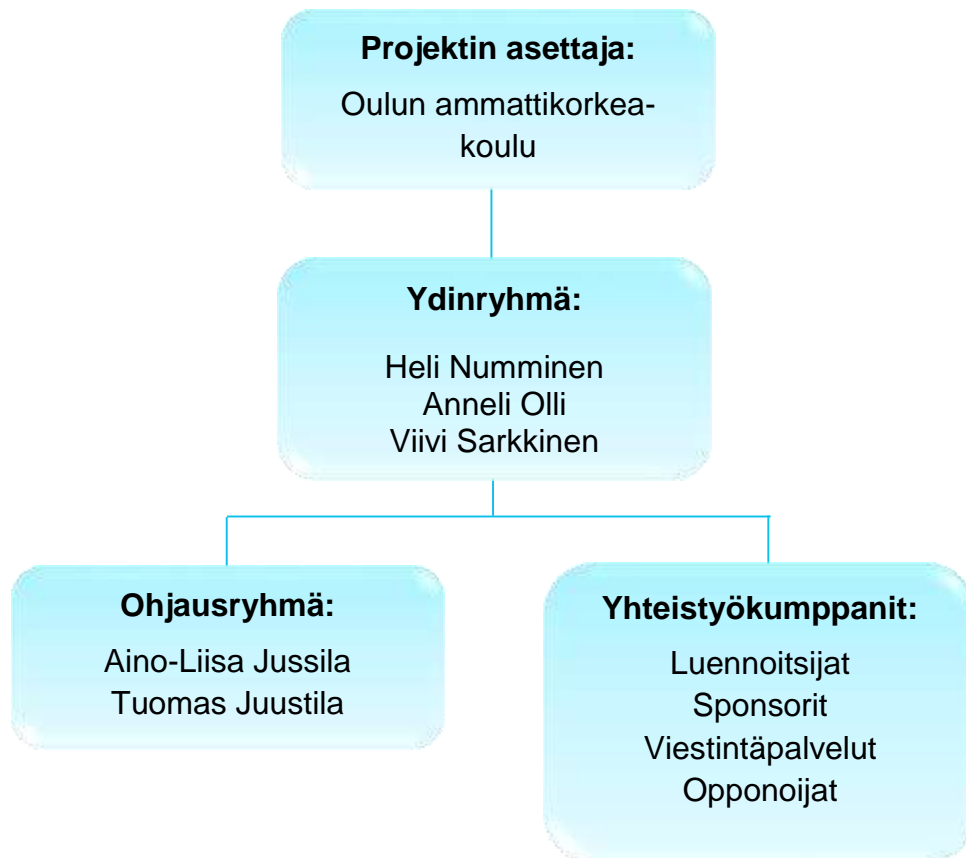 Projektin asettaja:
Oulun ammattikorkea-
koulu
Ydinryhmä:
Heli Numminen
Anneli Olli
Viivi Sarkkinen
Ohjausryhmä:
Aino-Liisa Jussila
Tuomas Juustila
Yhteistyökumppanit:
Luennoitsijat
Sponsorit
Viestintäpalvelut
Opponoijat